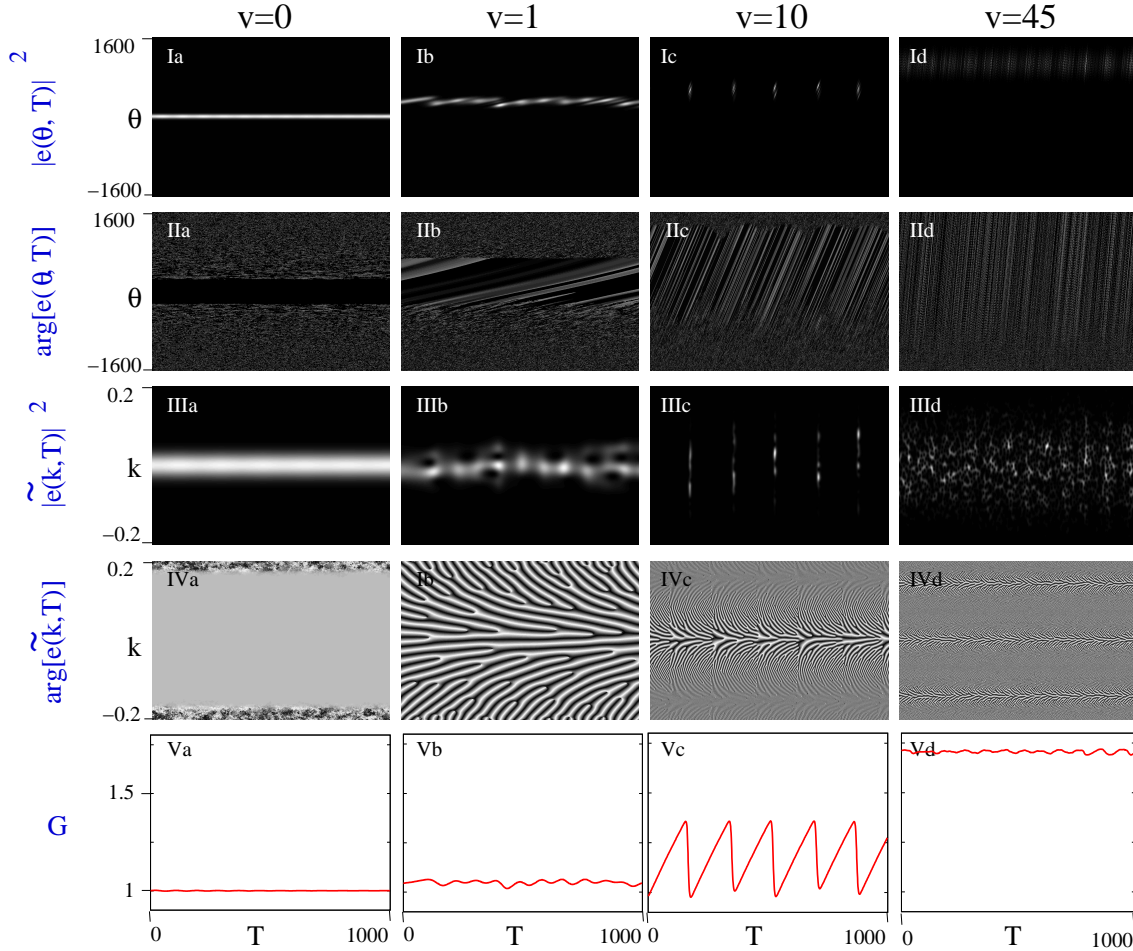 v=0 v=1 v=10 v=45
|e(θ, T)|²
1600
θ
−1600
Ia Ib Ic Id
arg[e(θ,T)]
1600
θ
−1600
IIa IIb IIc IId
|ẽ(k,T)|²
0.2
k
−0.2
IIIa IIIb IIIc IIId
arg[ẽ(k,T)]
0.2
k
−0.2
IVa Ib IVc IVd
G
1.5
1
Va Vb Vc Vd
0 T 1000 0 T 1000 0 T 1000 0 T 1000